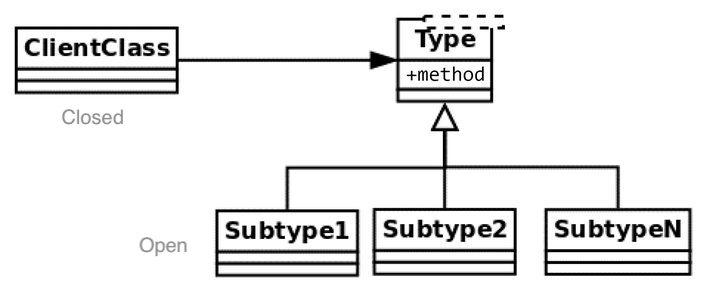 ClientClass
Type
+method
Closed
Subtype1
Subtype2
SubtypeN
Open